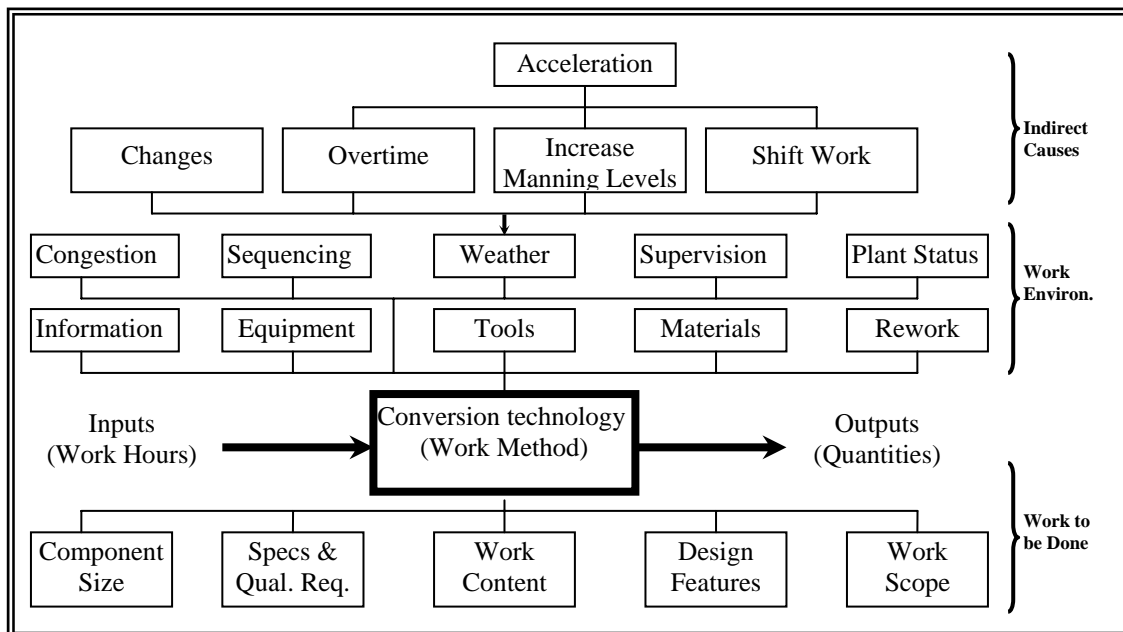 Acceleration
Indirect
Causes
Changes
Overtime
Increase
Manning Levels
Shift Work
Congestion
Sequencing
Weather
Supervision
Plant Status
Work
Environ.
Information
Equipment
Tools
Materials
Rework
Inputs
(Work Hours)
Conversion technology
(Work Method)
Outputs
(Quantities)
Work to
be Done
Component
Size
Specs &
Qual. Req.
Work
Content
Design
Features
Work
Scope